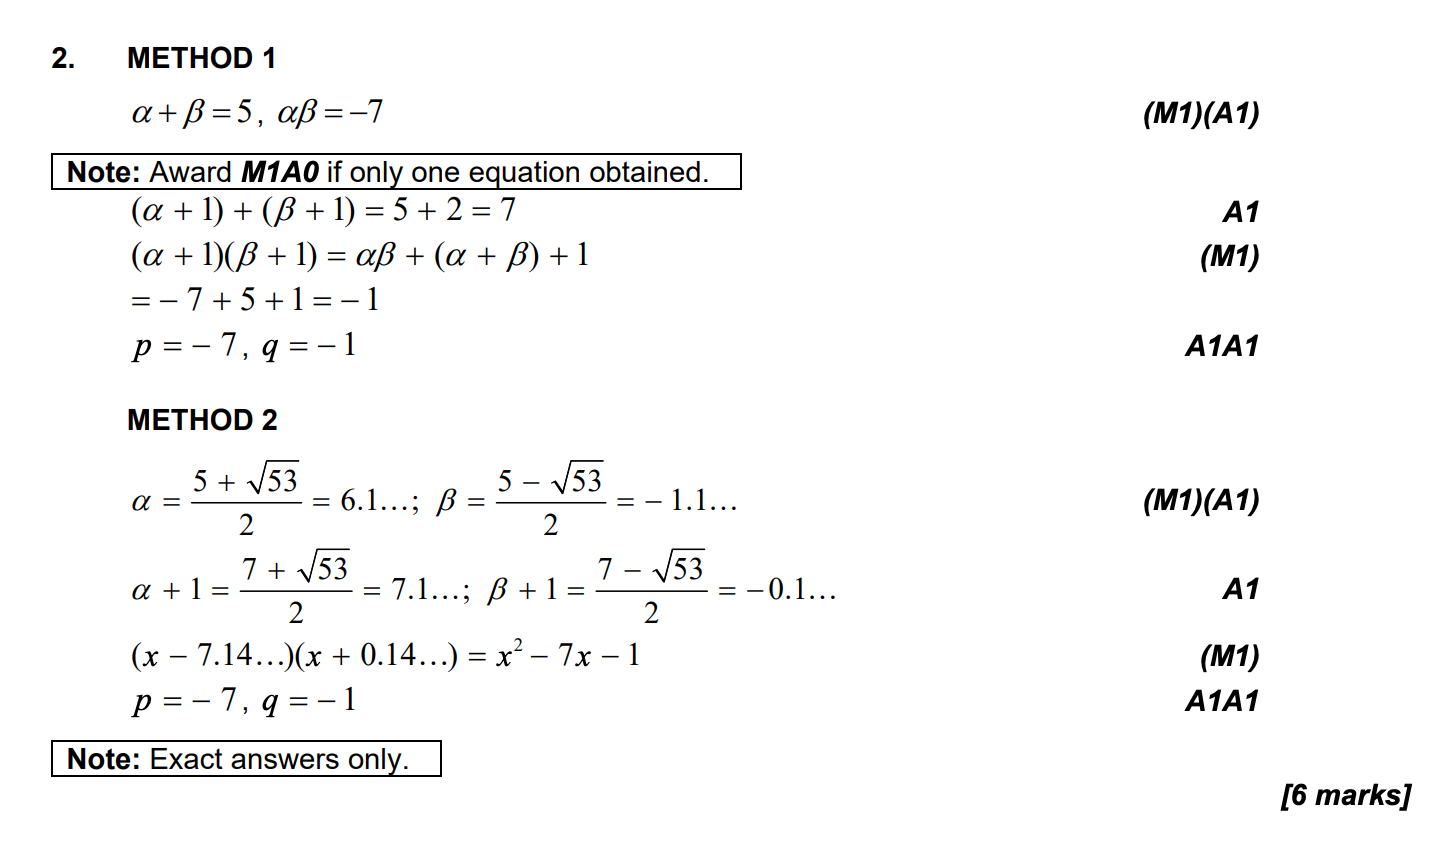 2. METHOD 1
α + β = 5, αβ = −7 (M1)(A1)
Note: Award M1A0 if only one equation obtained.
(α + 1) + (β + 1) = 5 + 2 = 7 A1
(α + 1)(β + 1) = αβ + (α + β) + 1 (M1)
= − 7 + 5 + 1 = − 1
p = − 7, q = − 1 A1A1
METHOD 2
α = (5 + √53)/2 = 6.1…; β = (5 − √53)/2 = − 1.1… (M1)(A1)
α + 1 = (7 + √53)/2 = 7.1…; β + 1 = (7 − √53)/2 = −0.1… A1
(x − 7.14…)(x + 0.14…) = x² − 7x − 1 (M1)
p = − 7, q = − 1 A1A1
Note: Exact answers only.
[6 marks]